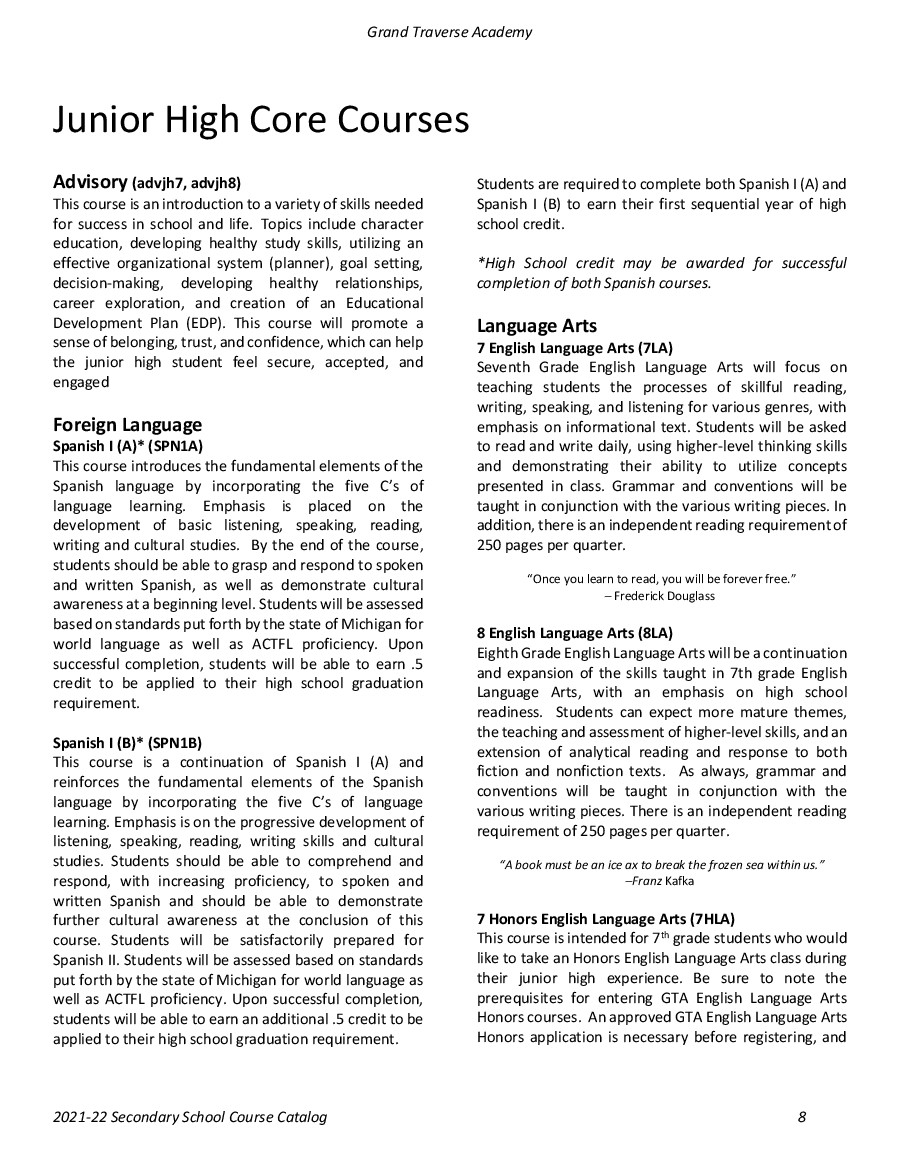 Grand Traverse Academy
Junior High Core Courses
Advisory (advjh7, advjh8)
This course is an introduction to a variety of skills needed
for success in school and life. Topics include character
education, developing healthy study skills, utilizing an
effective organizational system (planner), goal setting,
decision-making, developing healthy relationships,
career exploration, and creation of an Educational
Development Plan (EDP). This course will promote a
sense of belonging, trust, and confidence, which can help
the junior high student feel secure, accepted, and
engaged
Foreign Language
Spanish I (A)* (SPN1A)
This course introduces the fundamental elements of the
Spanish language by incorporating the five C’s of
language learning. Emphasis is placed on the
development of basic listening, speaking, reading,
writing and cultural studies. By the end of the course,
students should be able to grasp and respond to spoken
and written Spanish, as well as demonstrate cultural
awareness at a beginning level. Students will be assessed
based on standards put forth by the state of Michigan for
world language as well as ACTFL proficiency. Upon
successful completion, students will be able to earn .5
credit to be applied to their high school graduation
requirement.
Spanish I (B)* (SPN1B)
This course is a continuation of Spanish I (A) and
reinforces the fundamental elements of the Spanish
language by incorporating the five C’s of language
learning. Emphasis is on the progressive development of
listening, speaking, reading, writing skills and cultural
studies. Students should be able to comprehend and
respond, with increasing proficiency, to spoken and
written Spanish and should be able to demonstrate
further cultural awareness at the conclusion of this
course. Students will be satisfactorily prepared for
Spanish II. Students will be assessed based on standards
put forth by the state of Michigan for world language as
well as ACTFL proficiency. Upon successful completion,
students will be able to earn an additional .5 credit to be
applied to their high school graduation requirement.
Students are required to complete both Spanish I (A) and
Spanish I (B) to earn their first sequential year of high
school credit.
*High School credit may be awarded for successful
completion of both Spanish courses.
Language Arts
7 English Language Arts (7LA)
Seventh Grade English Language Arts will focus on
teaching students the processes of skillful reading,
writing, speaking, and listening for various genres, with
emphasis on informational text. Students will be asked
to read and write daily, using higher-level thinking skills
and demonstrating their ability to utilize concepts
presented in class. Grammar and conventions will be
taught in conjunction with the various writing pieces. In
addition, there is an independent reading requirement of
250 pages per quarter.
“Once you learn to read, you will be forever free.”
– Frederick Douglass
8 English Language Arts (8LA)
Eighth Grade English Language Arts will be a continuation
and expansion of the skills taught in 7th grade English
Language Arts, with an emphasis on high school
readiness. Students can expect more mature themes,
the teaching and assessment of higher-level skills, and an
extension of analytical reading and response to both
fiction and nonfiction texts. As always, grammar and
conventions will be taught in conjunction with the
various writing pieces. There is an independent reading
requirement of 250 pages per quarter.
“A book must be an ice ax to break the frozen sea within us.”
–Franz Kafka
7 Honors English Language Arts (7HLA)
This course is intended for 7th grade students who would
like to take an Honors English Language Arts class during
their junior high experience. Be sure to note the
prerequisites for entering GTA English Language Arts
Honors courses. An approved GTA English Language Arts
Honors application is necessary before registering, and
2021-22 Secondary School Course Catalog 8